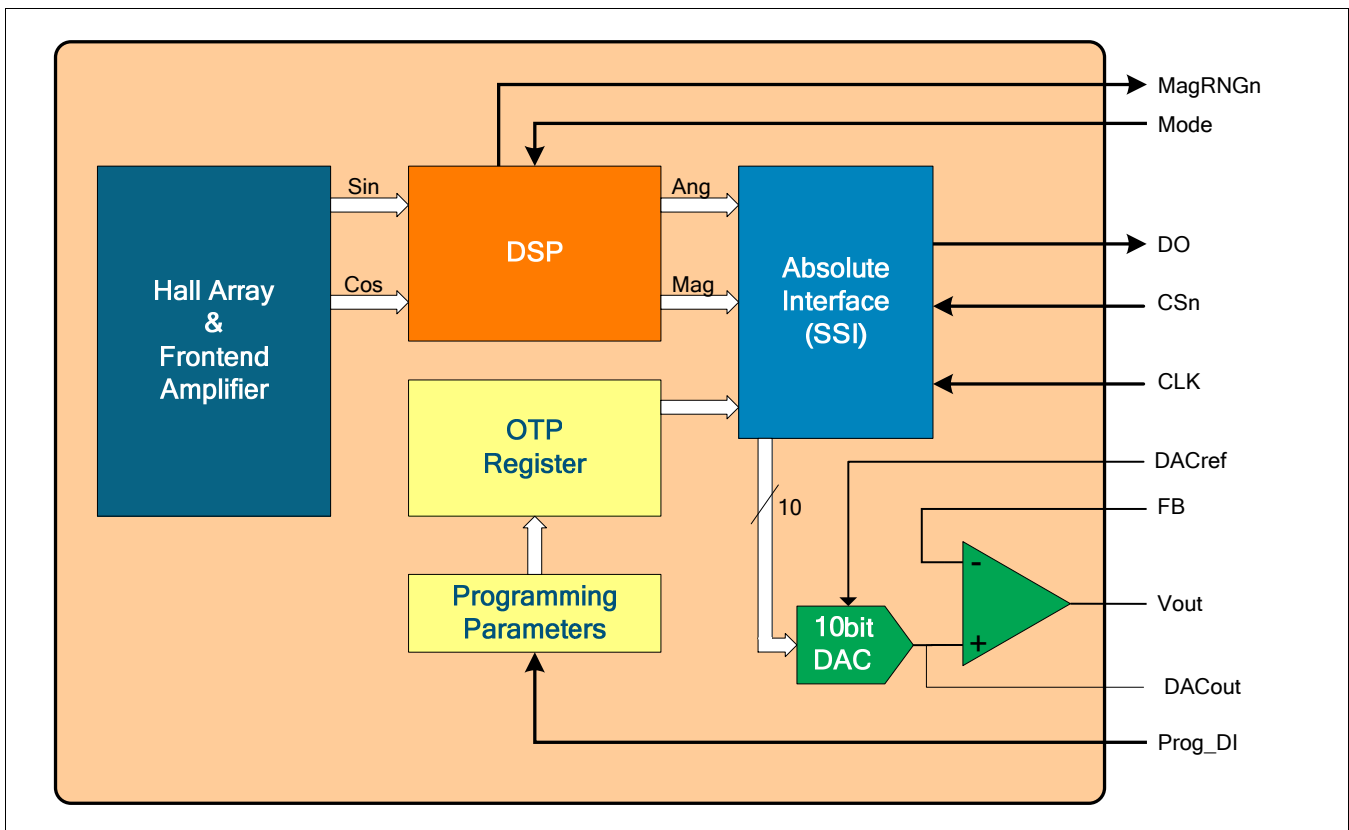 MagRNGn
Mode
Sin
Ang
DSP
DO
Absolute
Interface
(SSI)
Hall Array
&
Frontend
Amplifier
Cos
Mag
CSn
CLK
OTP
Register
DACref
10
FB
-
Programming
Parameters
Vout
10bit
DAC
+
DACout
Prog_DI